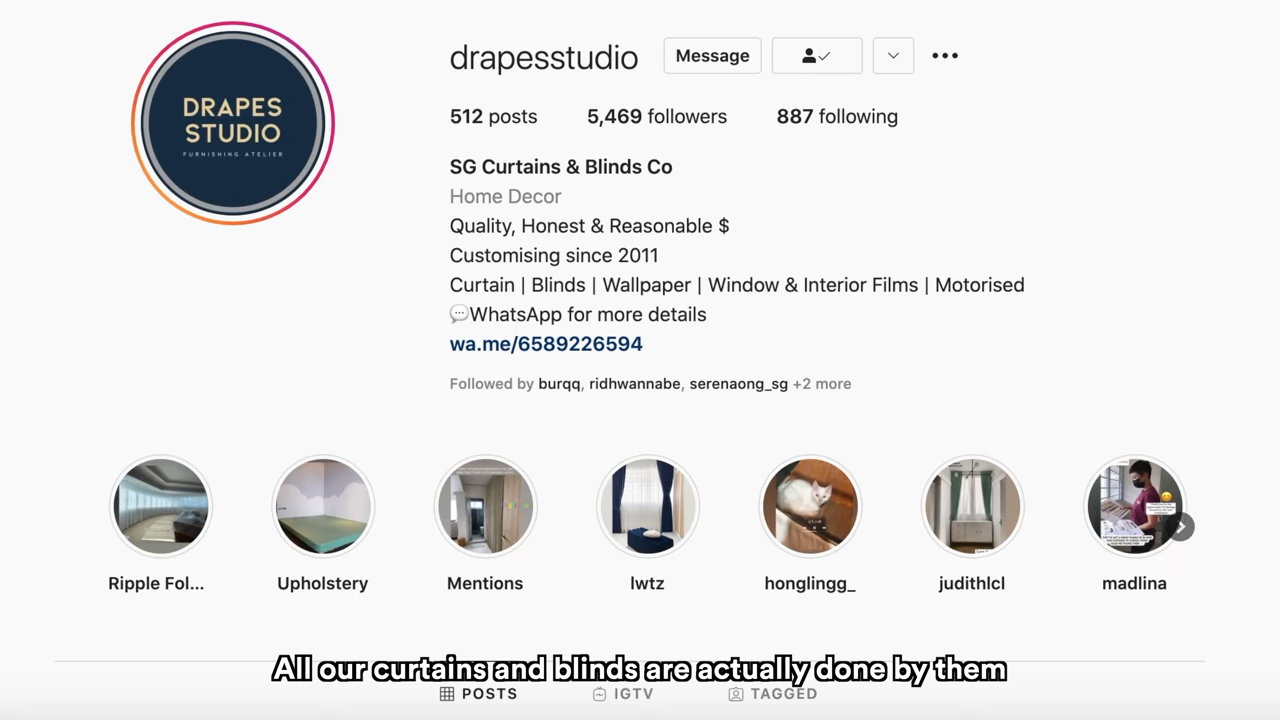 DRAPES
STUDIO
FURNISHING ATELIER
drapesstudio
Message
512 posts 5,469 followers 887 following
SG Curtains & Blinds Co
Home Decor
Quality, Honest & Reasonable $
Customising since 2011
Curtain | Blinds | Wallpaper | Window & Interior Films | Motorised
💬WhatsApp for more details
wa.me/6589226594
Followed by burqq, ridhwannabe, serenaong_sg +2 more
Ripple Fol... Upholstery Mentions lwtz honglingg_ judithlcl madlina
All our curtains and blinds are actually done by them
POSTS IGTV TAGGED